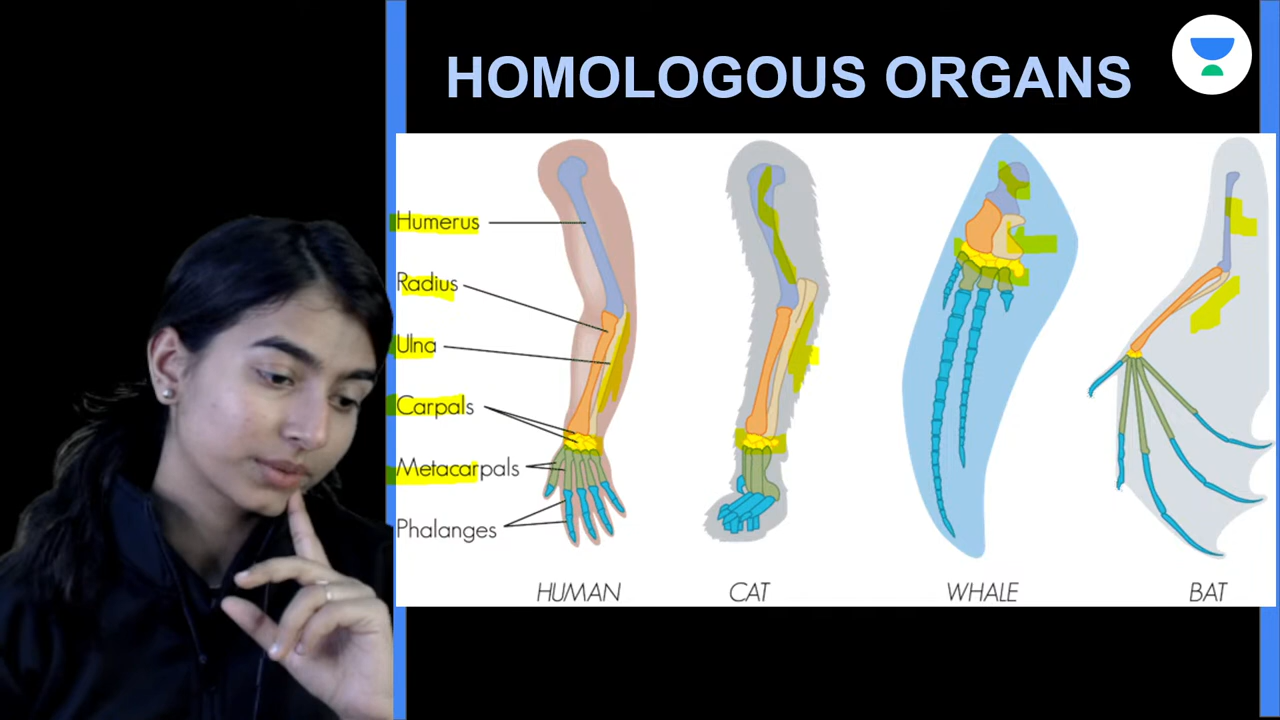 HOMOLOGOUS ORGANS
Humerus
Radius
Ulna
Carpals
Metacarpals
Phalanges
HUMAN
CAT
WHALE
BAT